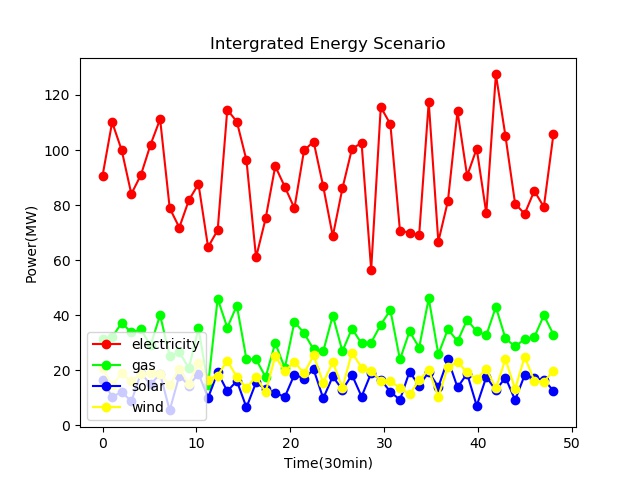 Intergrated Energy Scenario
Power(MW)
120
100
80
60
40
20
0
electricity
gas
solar
wind
0 10 20 30 40 50
Time(30min)